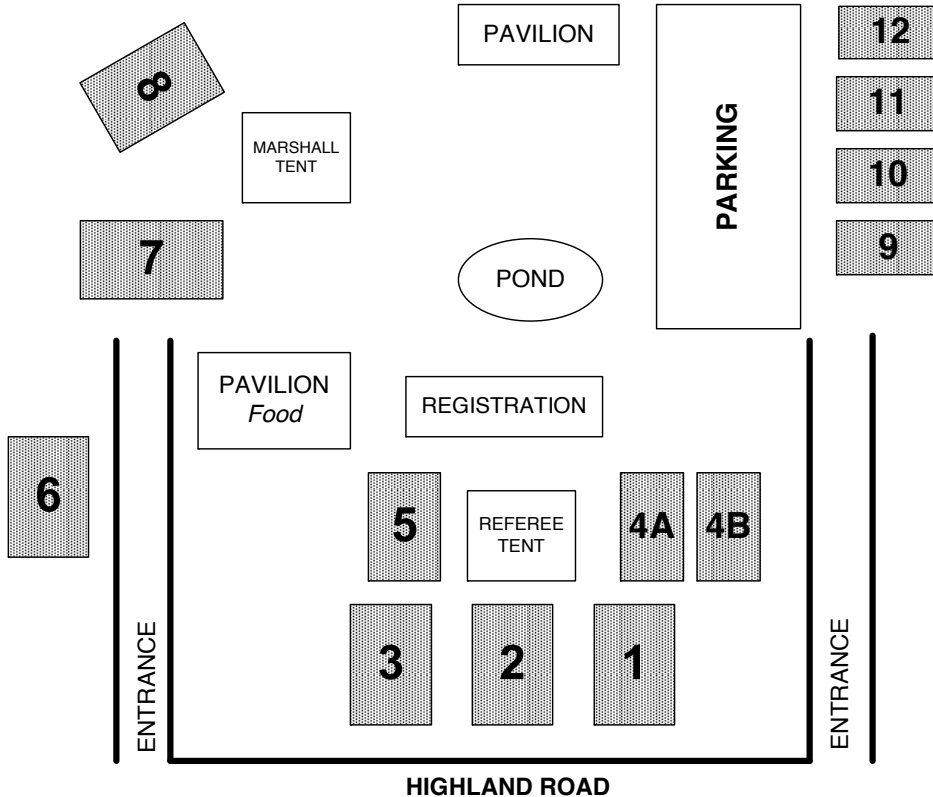 PAVILION
12
8
11
MARSHALL
TENT
PARKING
10
9
7
POND
PAVILION
Food
REGISTRATION
6
5
REFEREE
TENT
4A
4B
3
2
1
ENTRANCE
ENTRANCE
HIGHLAND ROAD